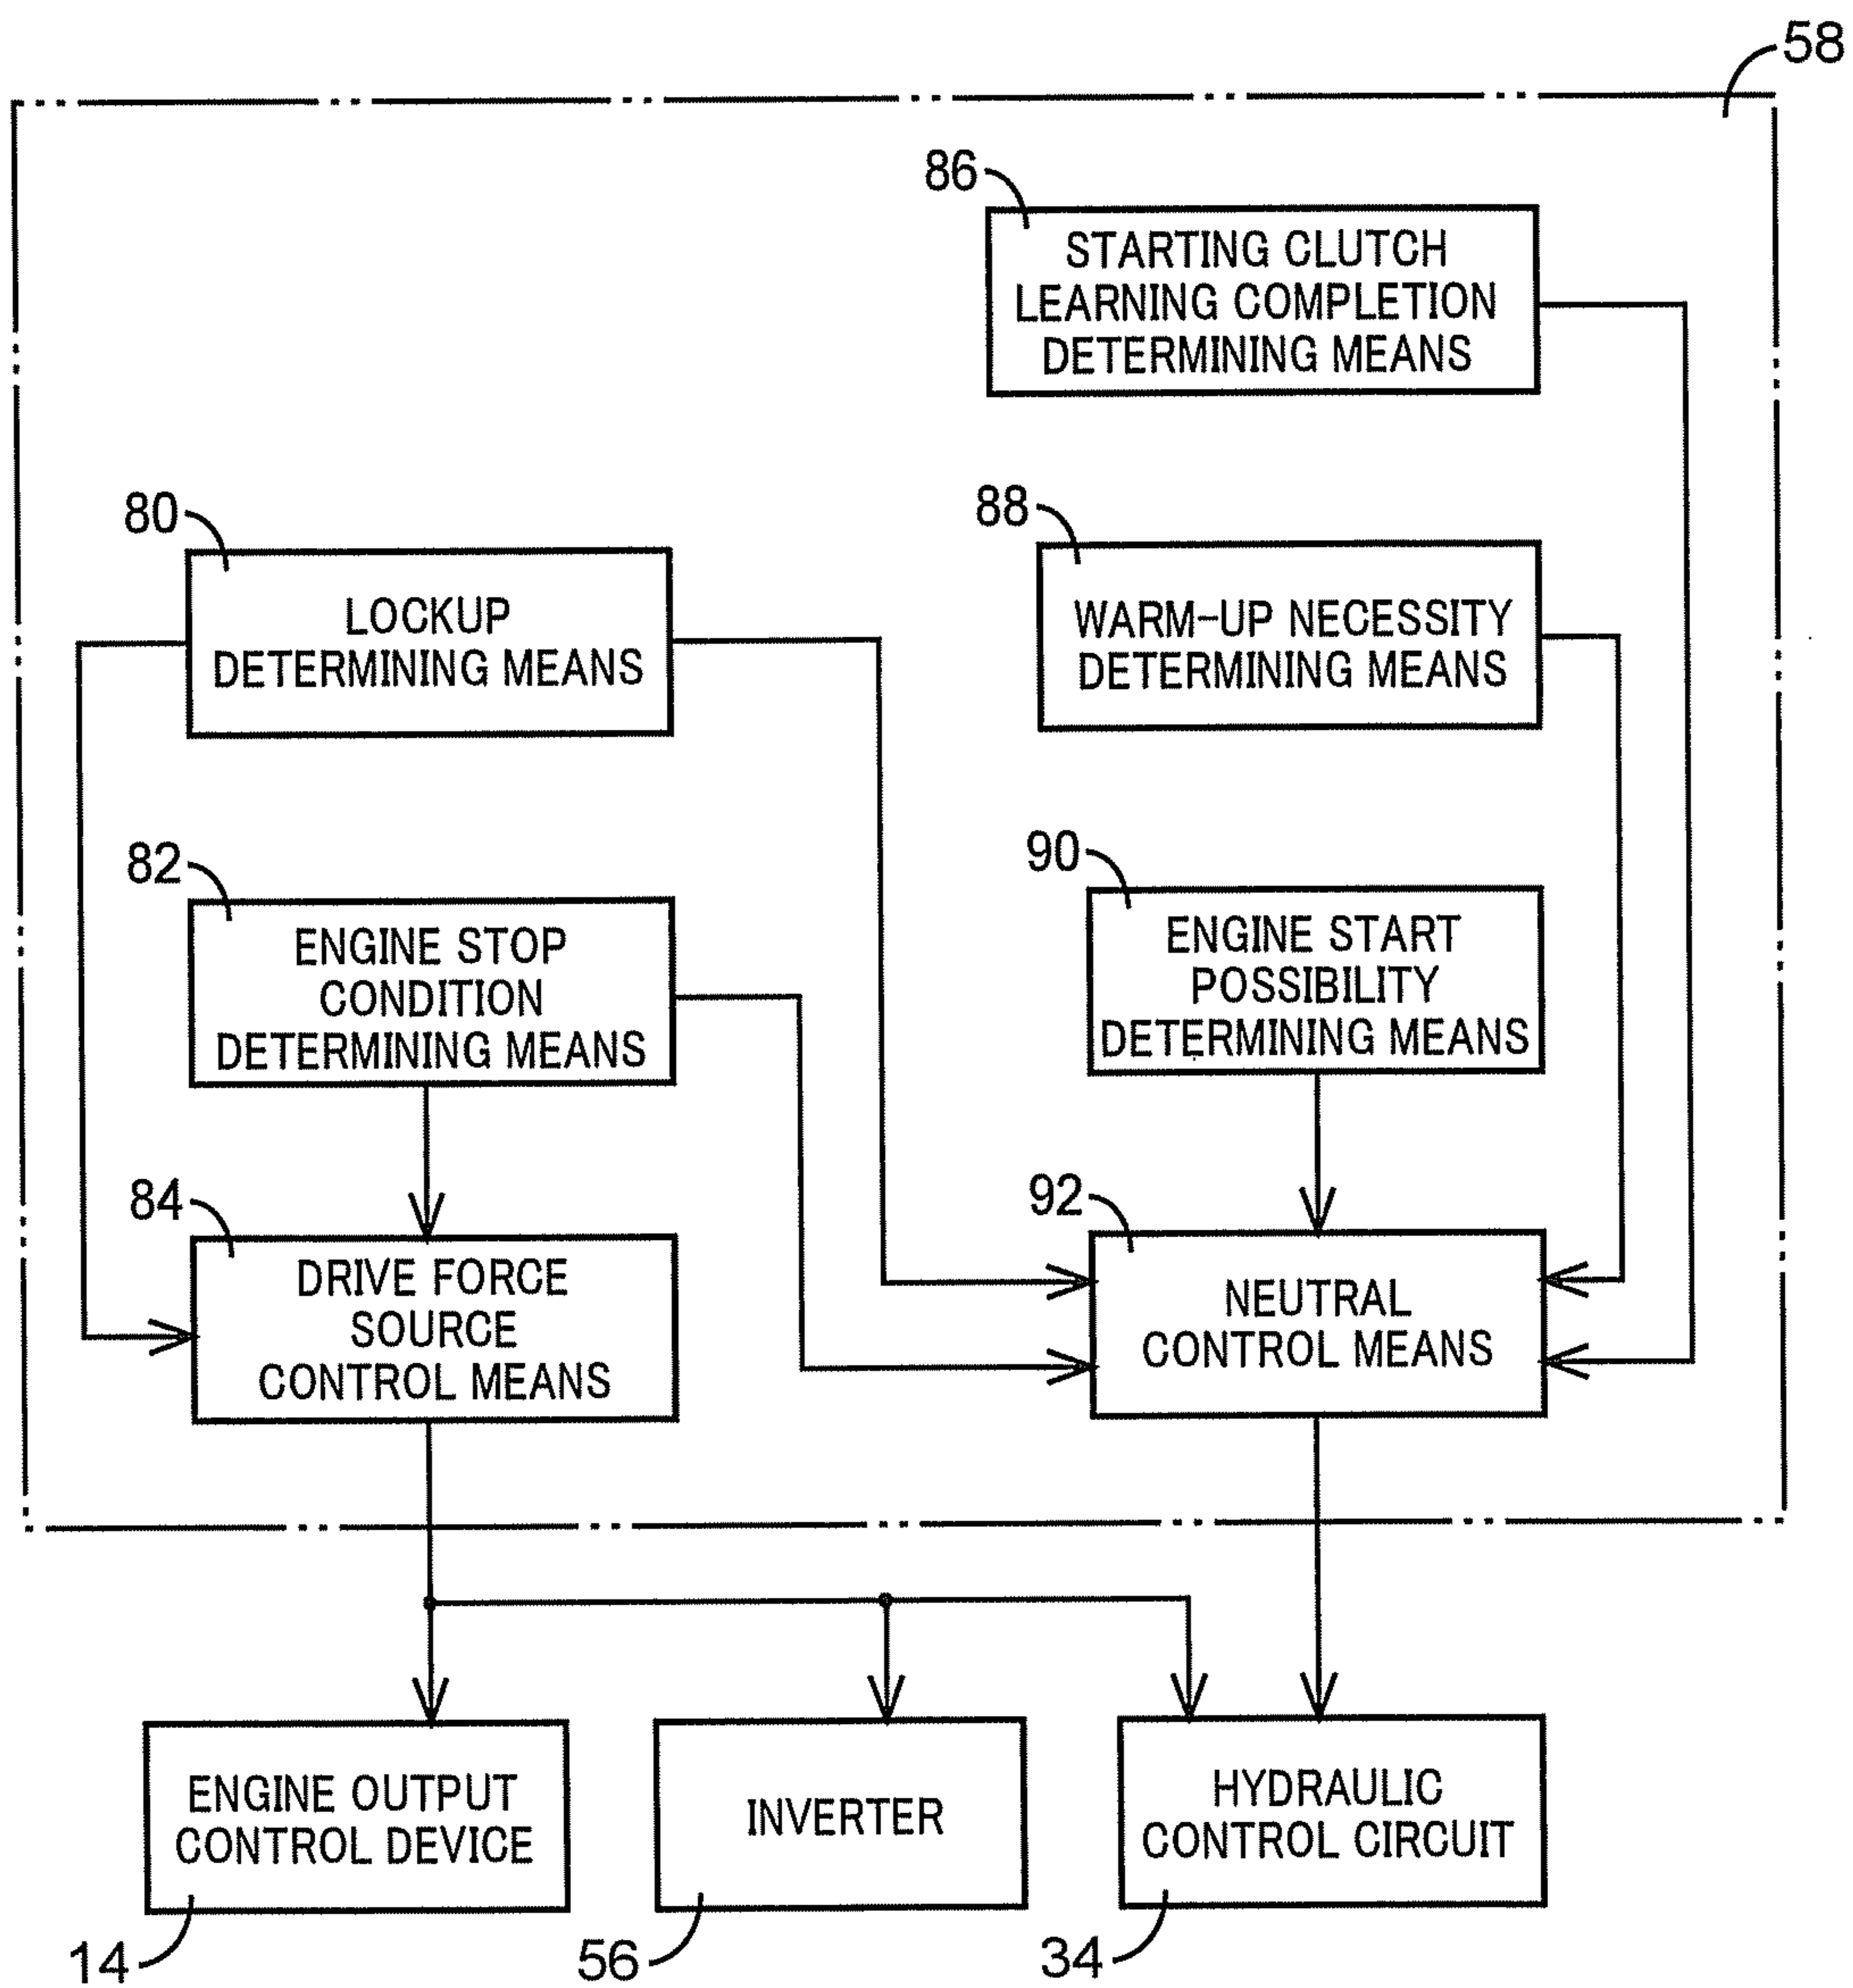 58
86
STARTING CLUTCH
LEARNING COMPLETION
DETERMINING MEANS
80
LOCKUP
DETERMINING MEANS
88
WARM-UP NECESSITY
DETERMINING MEANS
82
ENGINE STOP
CONDITION
DETERMINING MEANS
90
ENGINE START
POSSIBILITY
DETERMINING MEANS
84
DRIVE FORCE
SOURCE
CONTROL MEANS
92
NEUTRAL
CONTROL MEANS
ENGINE OUTPUT
CONTROL DEVICE
14
INVERTER
56
HYDRAULIC
CONTROL CIRCUIT
34